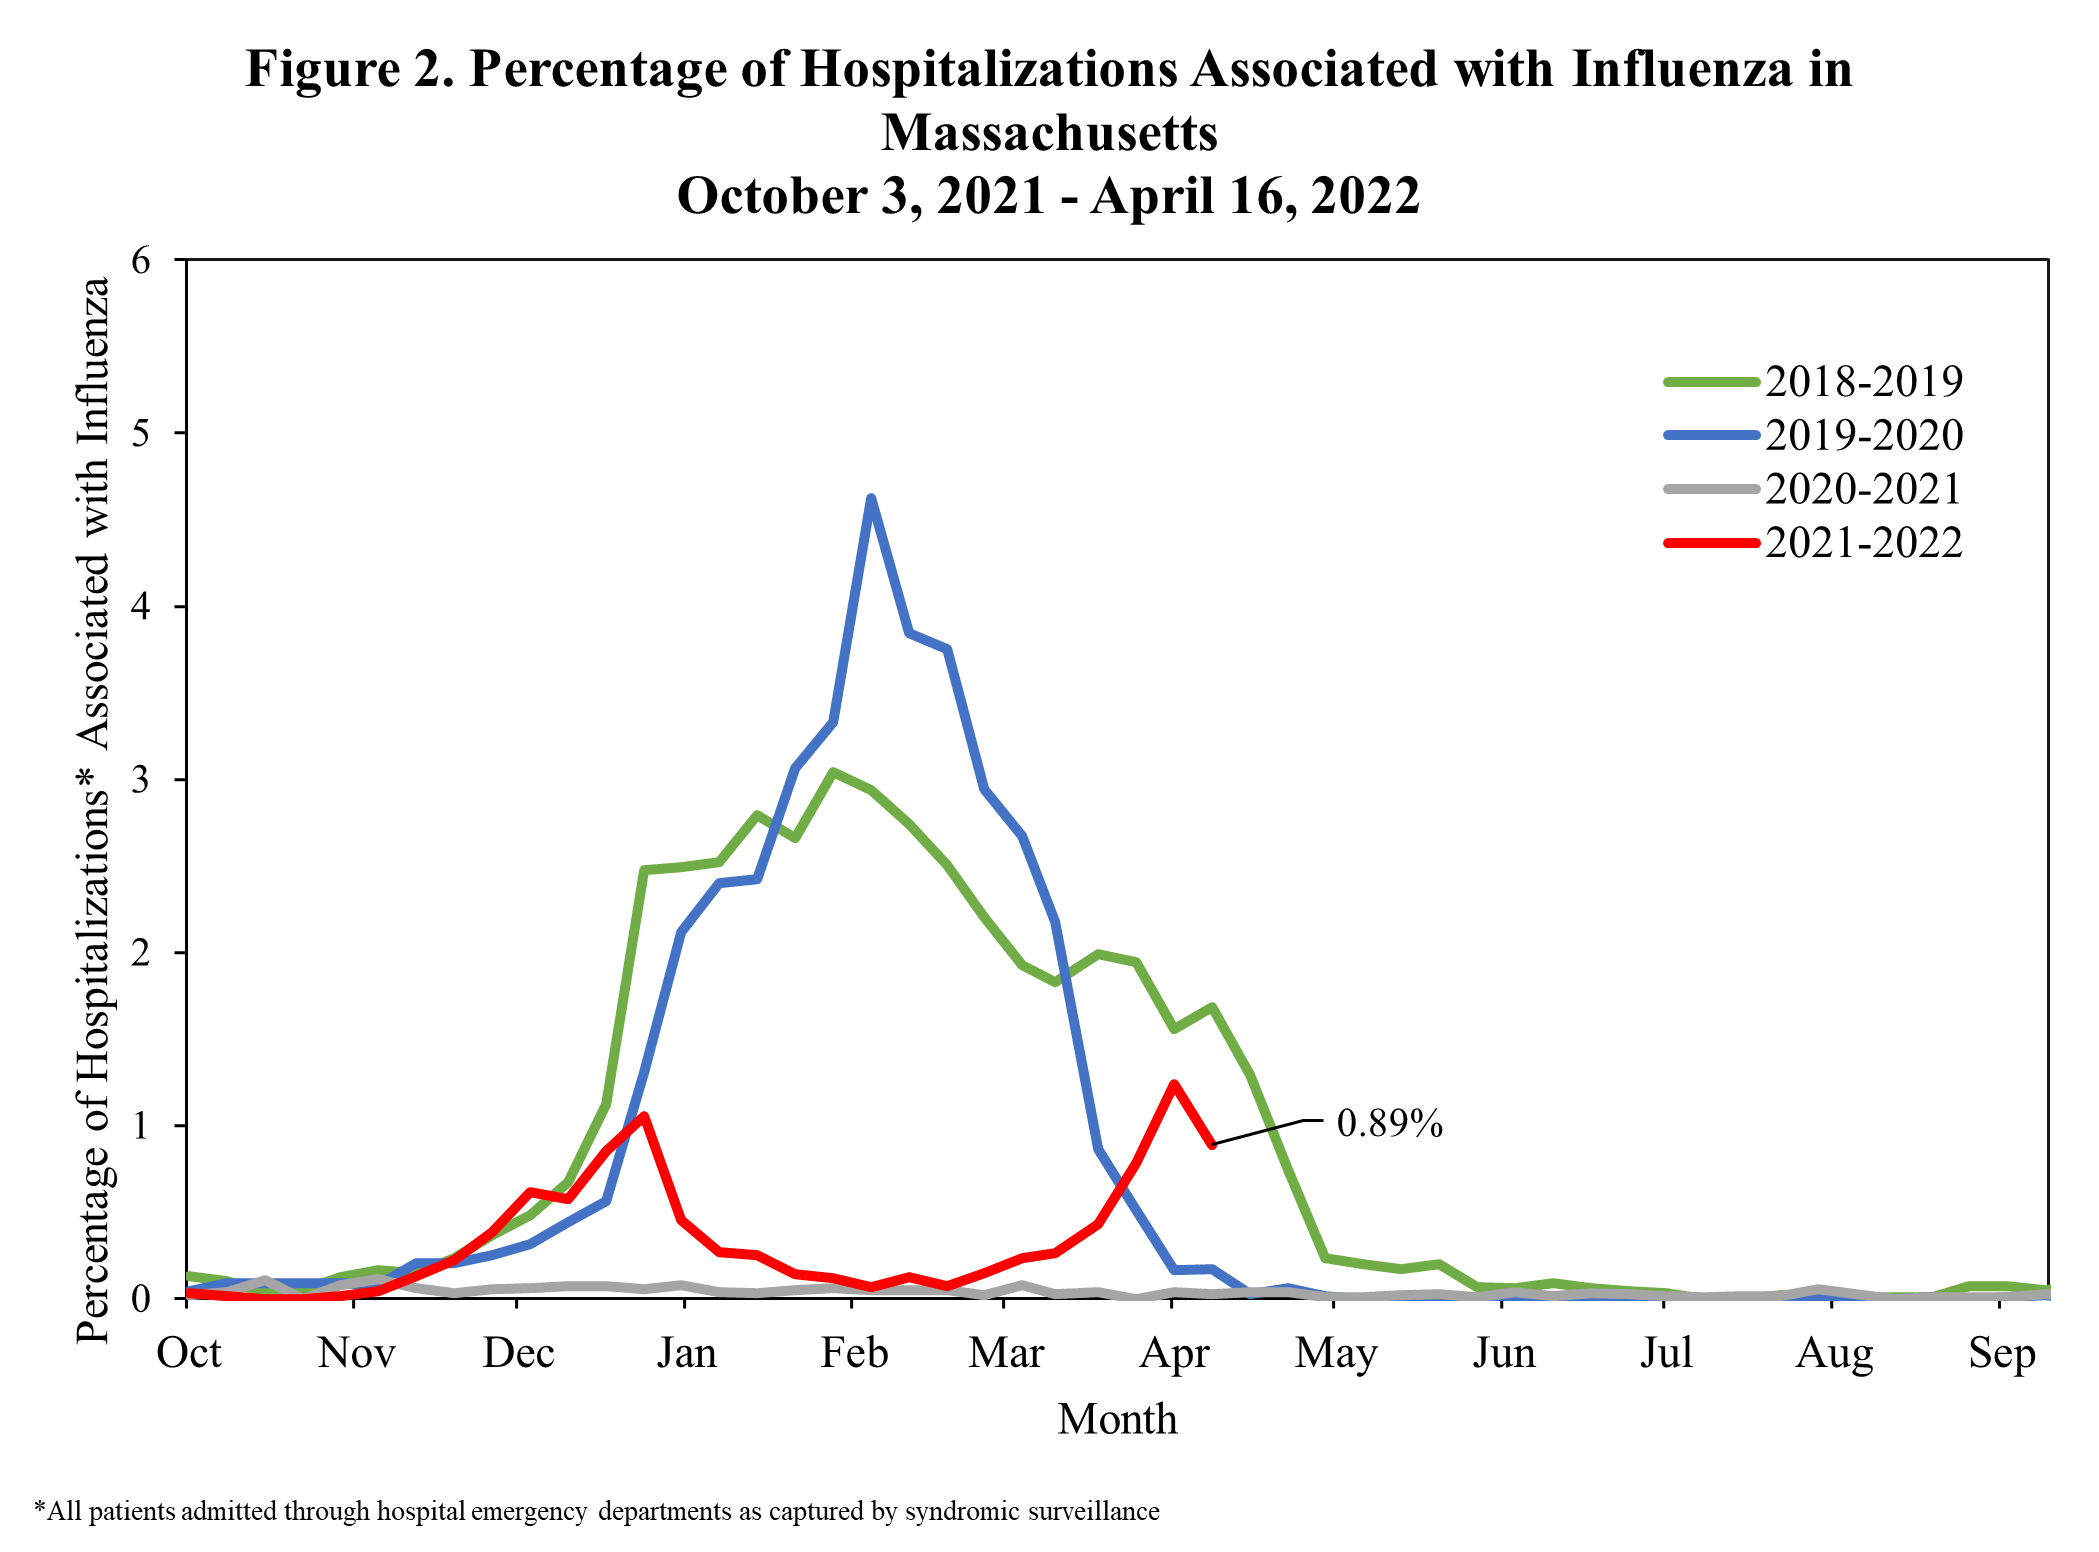 Figure 2. Percentage of Hospitalizations Associated with Influenza in
Massachusetts
October 3, 2021 - April 16, 2022
Percentage of Hospitalizations* Associated with Influenza
6
5
4
3
2
1
0
2018-2019
2019-2020
2020-2021
2021-2022
0.89%
Oct Nov Dec Jan Feb Mar Apr May Jun Jul Aug Sep
Month
*All patients admitted through hospital emergency departments as captured by syndromic surveillance